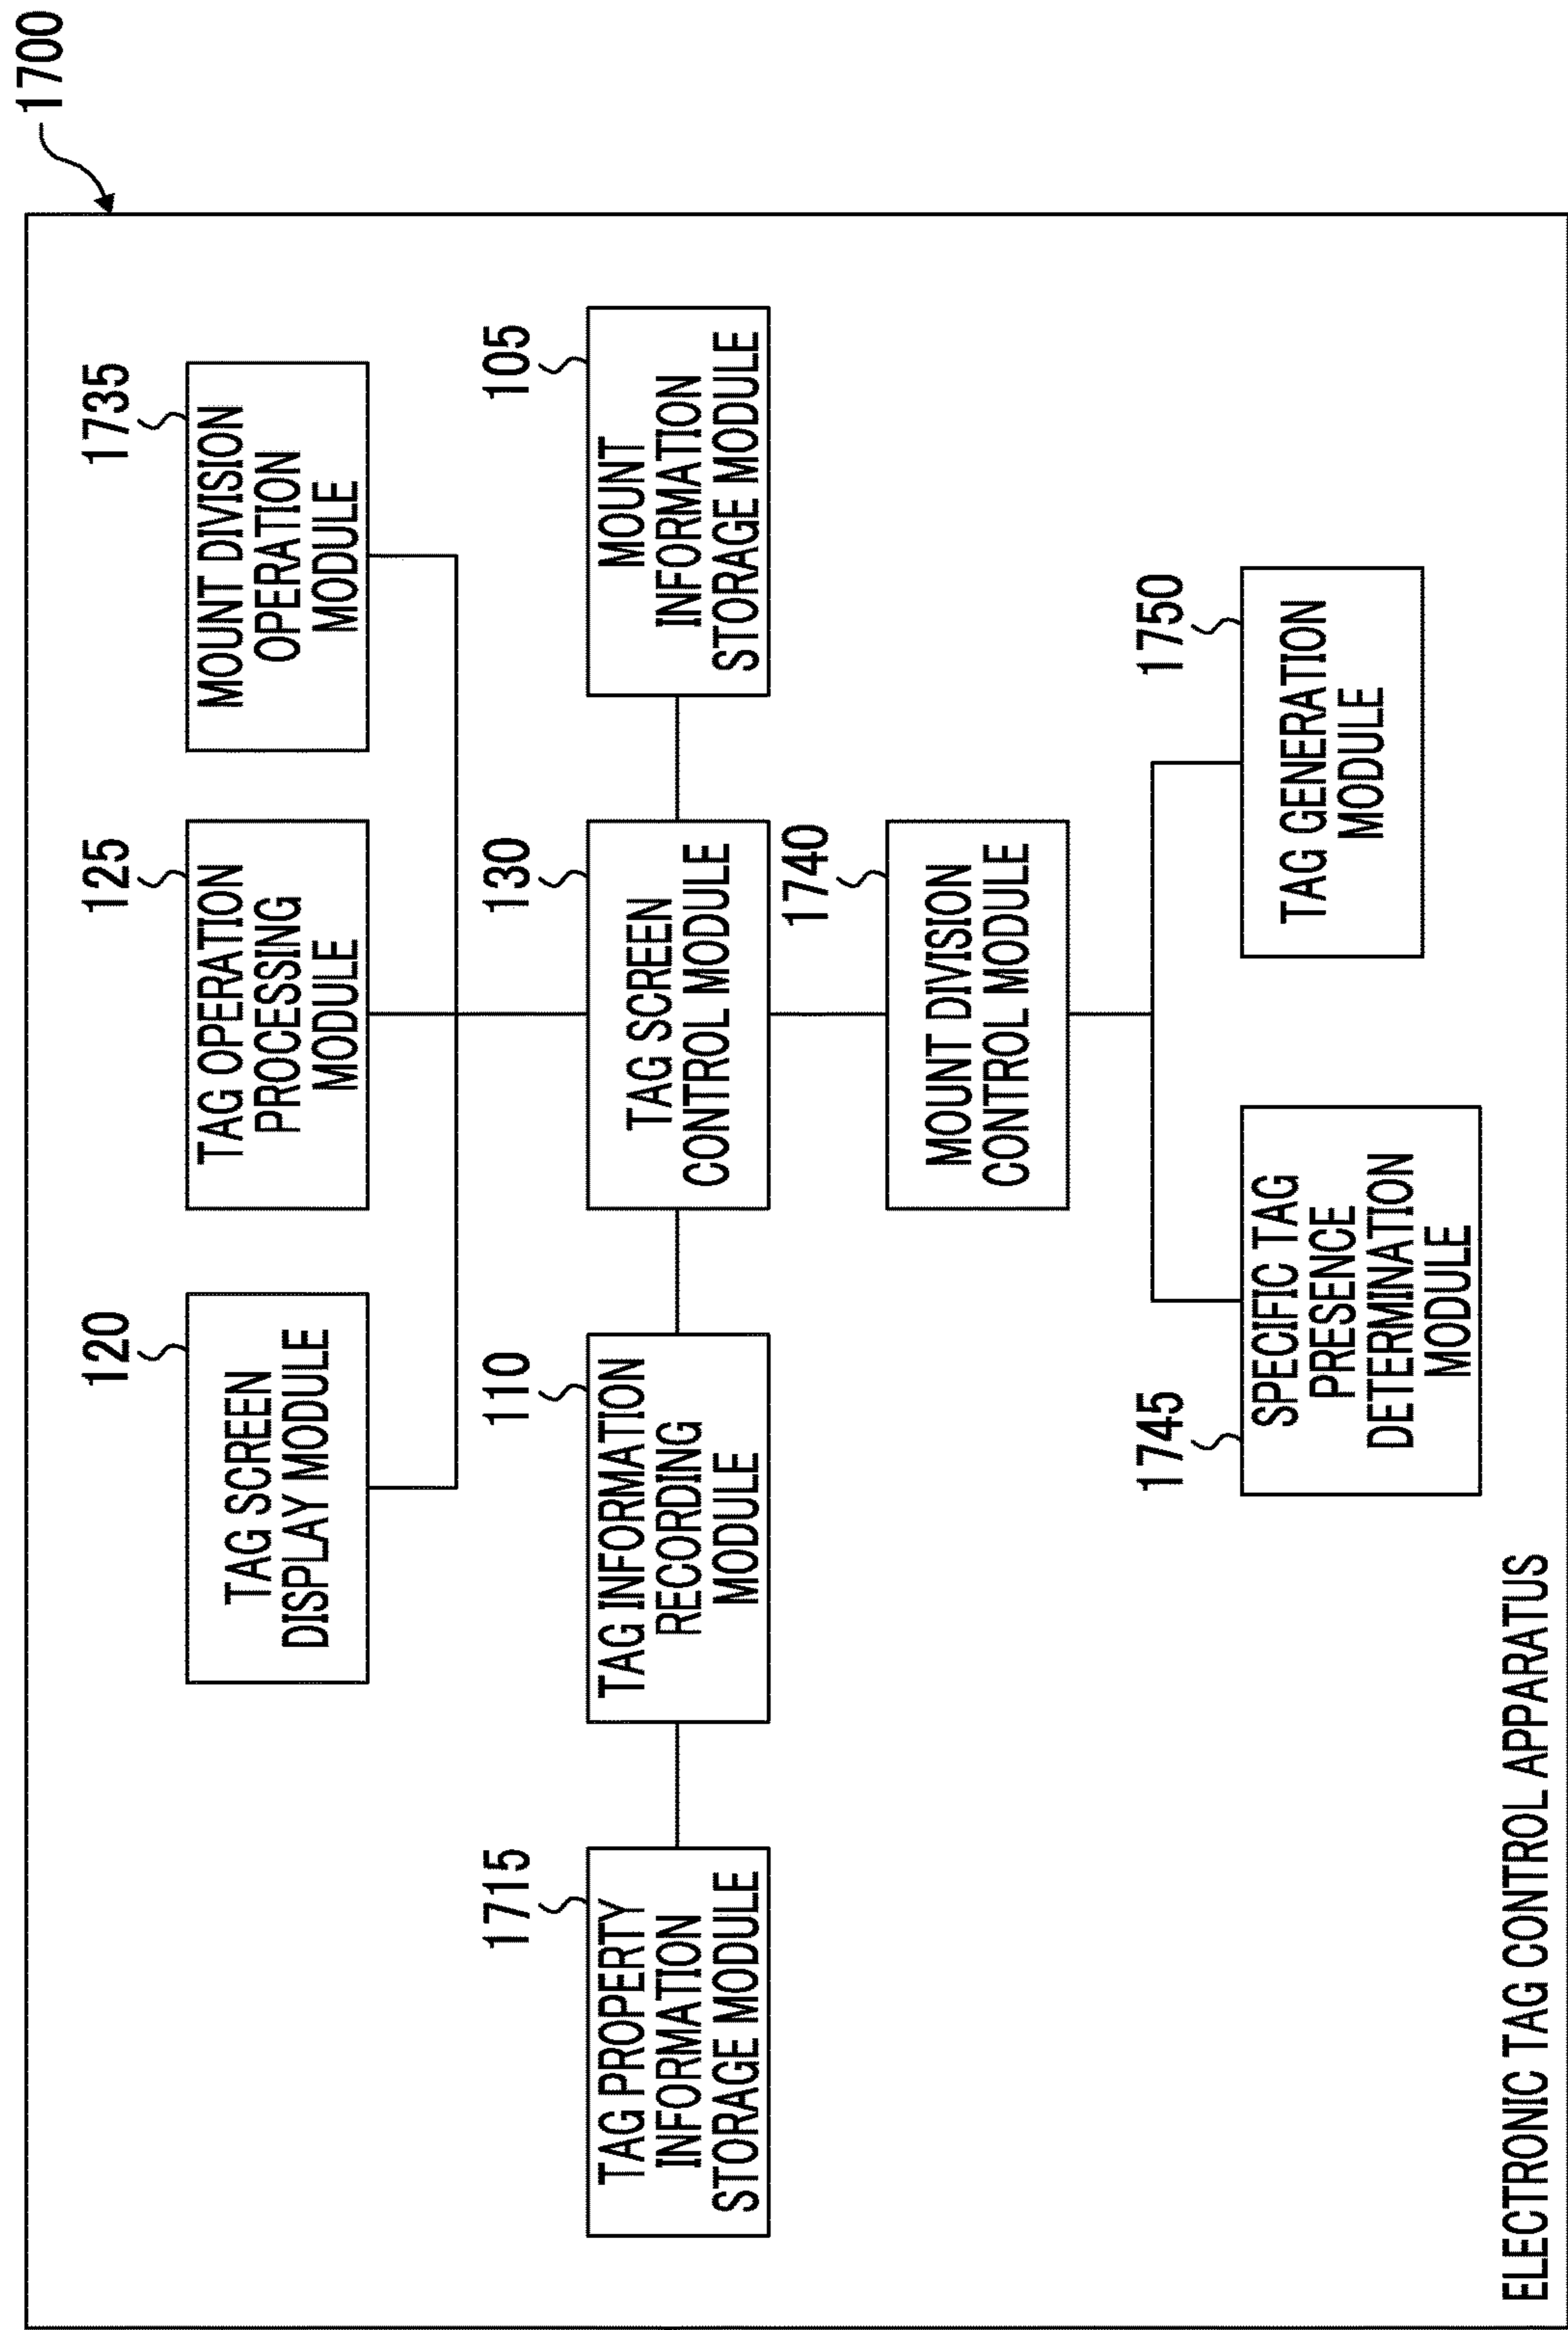 1700
120
TAG SCREEN
DISPLAY MODULE
125
TAG OPERATION
PROCESSING
MODULE
1735
MOUNT DIVISION
OPERATION
MODULE
1715
TAG PROPERTY
INFORMATION
STORAGE MODULE
110
TAG INFORMATION
RECORDING
MODULE
130
TAG SCREEN
CONTROL MODULE
105
MOUNT
INFORMATION
STORAGE MODULE
1740
MOUNT DIVISION
CONTROL MODULE
1745
SPECIFIC TAG
PRESENCE
DETERMINATION
MODULE
1750
TAG GENERATION
MODULE
ELECTRONIC TAG CONTROL APPARATUS